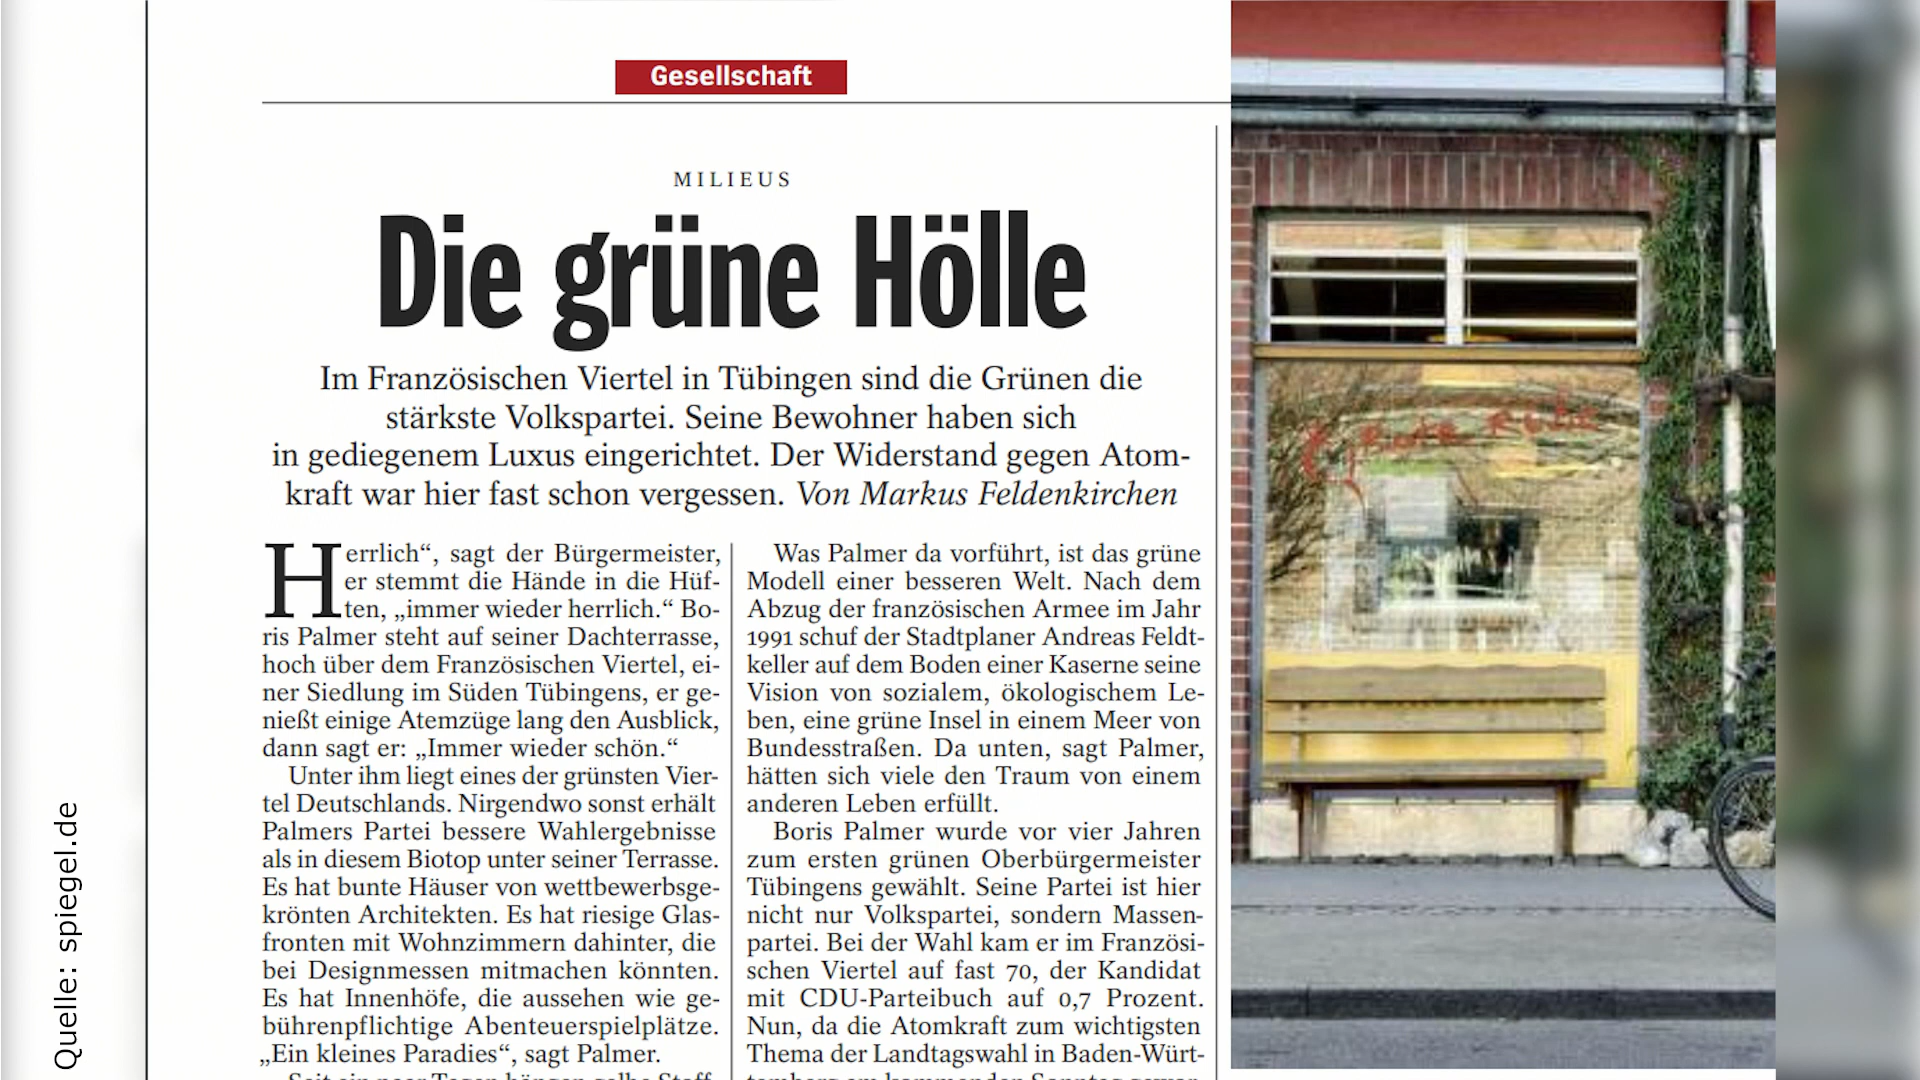 Gesellschaft
MILIEUS
Die grüne Hölle
Im Französischen Viertel in Tübingen sind die Grünen die
stärkste Volkspartei. Seine Bewohner haben sich
in gediegenem Luxus eingerichtet. Der Widerstand gegen Atom-
kraft war hier fast schon vergessen. Von Markus Feldenkirchen
Herrlich“, sagt der Bürgermeister,
er stemmt die Hände in die Hüf-
ten, „immer wieder herrlich.“ Bo-
ris Palmer steht auf seiner Dachterrasse,
hoch über dem Französischen Viertel, ei-
ner Siedlung im Süden Tübingens, er ge-
nießt einige Atemzüge lang den Ausblick,
dann sagt er: „Immer wieder schön.“
Unter ihm liegt eines der grünsten Vier-
tel Deutschlands. Nirgendwo sonst erhält
Palmers Partei bessere Wahlergebnisse
als in diesem Biotop unter seiner Terrasse.
Es hat bunte Häuser von wettbewerbsge-
krönten Architekten. Es hat riesige Glas-
fronten mit Wohnzimmern dahinter, die
bei Designmessen mitmachen könnten.
Es hat Innenhöfe, die aussehen wie ge-
bührenpflichtige Abenteuerspielplätze.
„Ein kleines Paradies“, sagt Palmer.
Was Palmer da vorführt, ist das grüne
Modell einer besseren Welt. Nach dem
Abzug der französischen Armee im Jahr
1991 schuf der Stadtplaner Andreas Feldt-
keller auf dem Boden einer Kaserne seine
Vision von sozialem, ökologischem Le-
ben, eine grüne Insel in einem Meer von
Bundesstraßen. Da unten, sagt Palmer,
hätten sich viele den Traum von einem
anderen Leben erfüllt.
Boris Palmer wurde vor vier Jahren
zum ersten grünen Oberbürgermeister
Tübingens gewählt. Seine Partei ist hier
nicht nur Volkspartei, sondern Massen-
partei. Bei der Wahl kam er im Französi-
schen Viertel auf fast 70, der Kandidat
mit CDU-Parteibuch auf 0,7 Prozent.
Nun, da die Atomkraft zum wichtigsten
Thema der Landtagswahl in Baden-Würt-
Quelle: spiegel.de